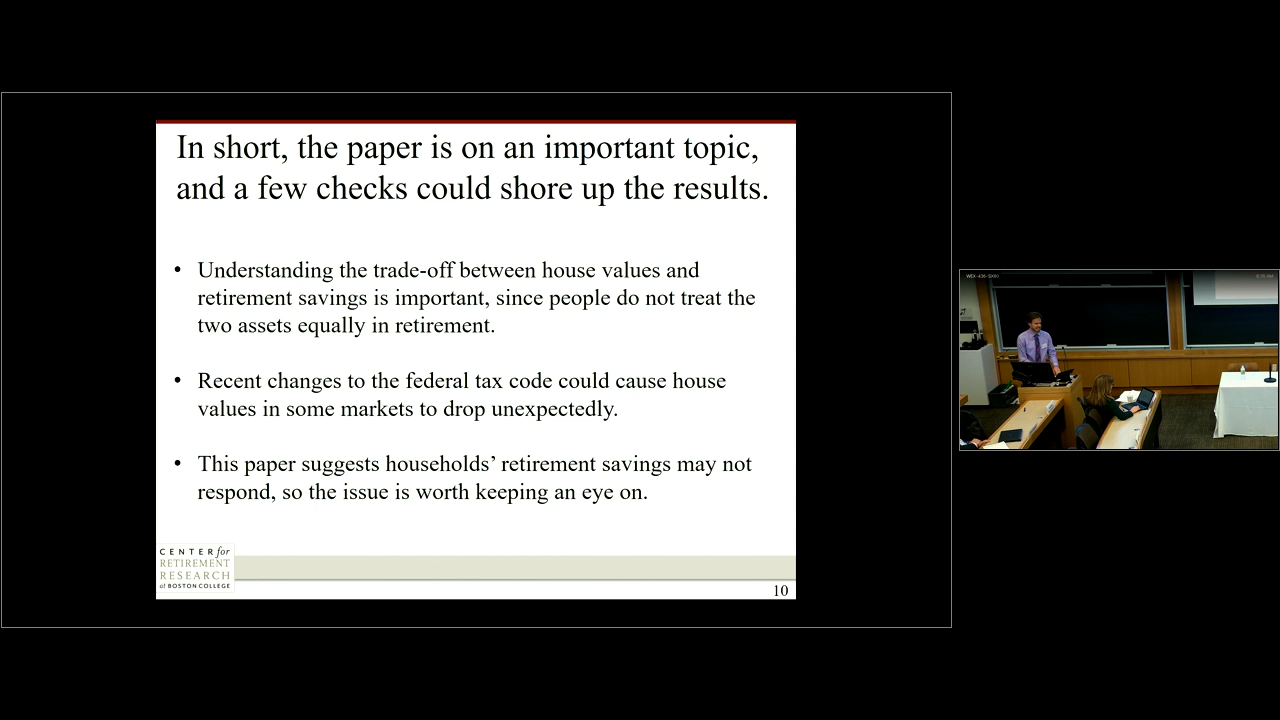 In short, the paper is on an important topic,
and a few checks could shore up the results.
• Understanding the trade-off between house values and
retirement savings is important, since people do not treat the
two assets equally in retirement.
• Recent changes to the federal tax code could cause house
values in some markets to drop unexpectedly.
• This paper suggests households’ retirement savings may not
respond, so the issue is worth keeping an eye on.
CENTER for
RETIREMENT
RESEARCH
at BOSTON COLLEGE
10